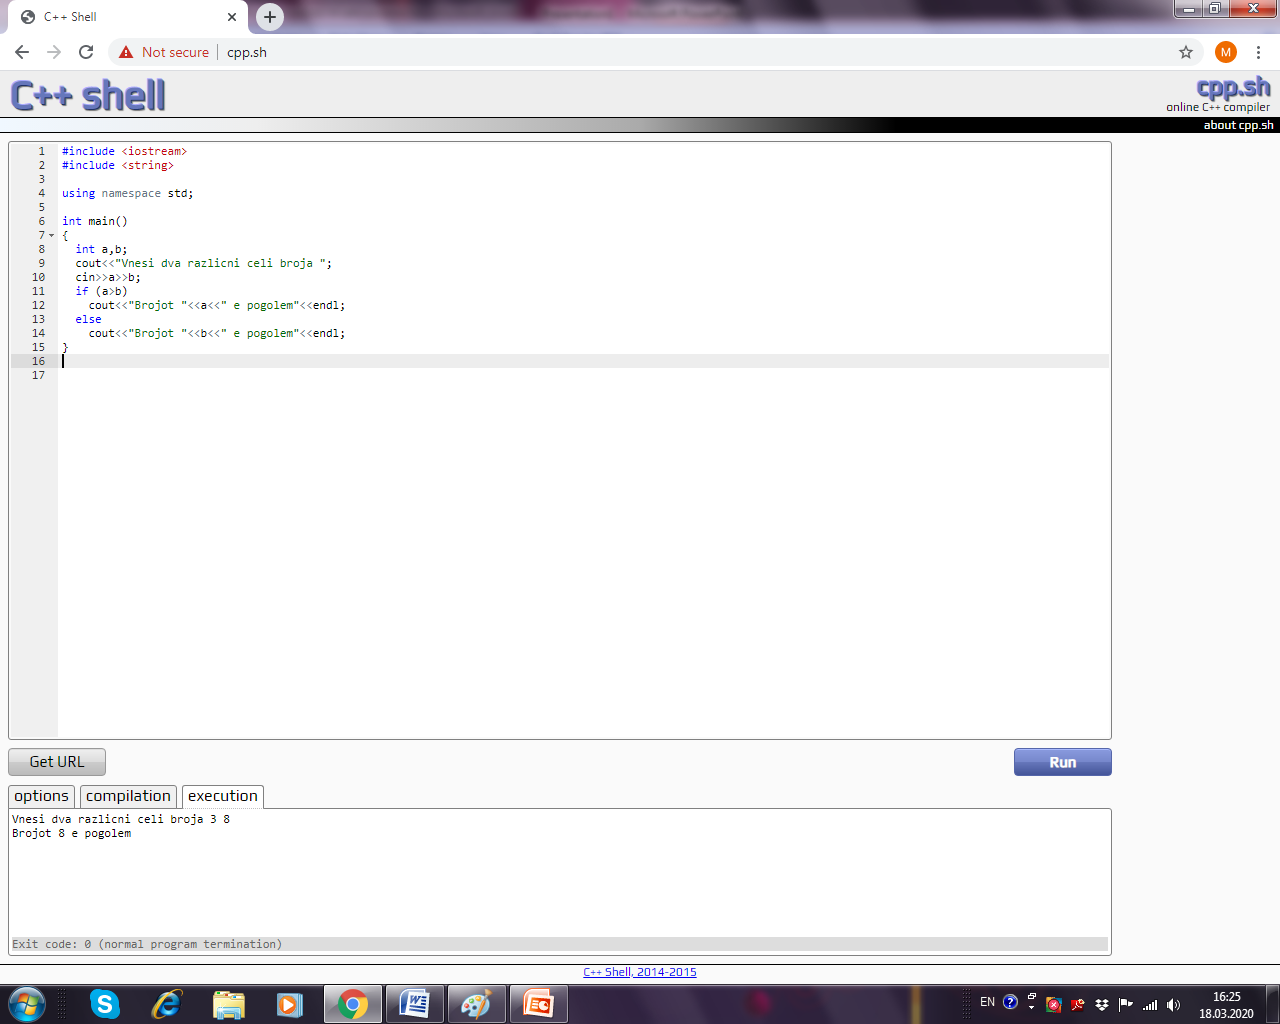 C++ Shell
Not secure | cpp.sh
M
C++ shell
cpp.sh
online C++ compiler
about cpp.sh
1 #include <iostream>
2 #include <string>
3
4 using namespace std;
5
6 int main()
7 {
8 int a,b;
9 cout<<"Vnesi dva razlicni celi broja ";
10 cin>>a>>b;
11 if (a>b)
12 cout<<"Brojot "<<a<<" e pogolem"<<endl;
13 else
14 cout<<"Brojot "<<b<<" e pogolem"<<endl;
15 }
16
17
Get URL
Run
options compilation execution
Vnesi dva razlicni celi broja 3 8
Brojot 8 e pogolem
Exit code: 0 (normal program termination)
C++ Shell, 2014-2015
EN
16:25
18.03.2020